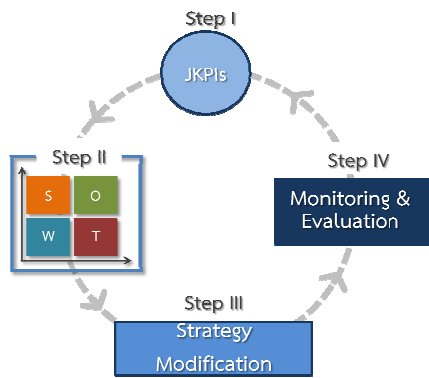 Step I
JKPIs
Step II
S O
W T
Step III
Strategy
Modification
Step IV
Monitoring &
Evaluation